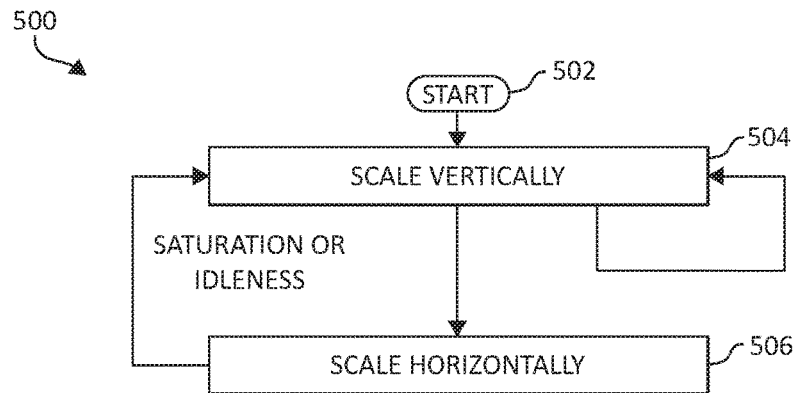 500
502
START
504
SCALE VERTICALLY
SATURATION OR
IDLENESS
SCALE HORIZONTALLY
506